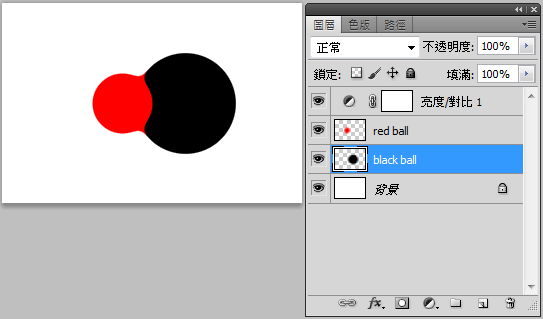 圖層 色版 路徑
正常 不透明度: 100%
鎖定: 填滿: 100%
亮度/對比 1
red ball
black ball
背景
fx.